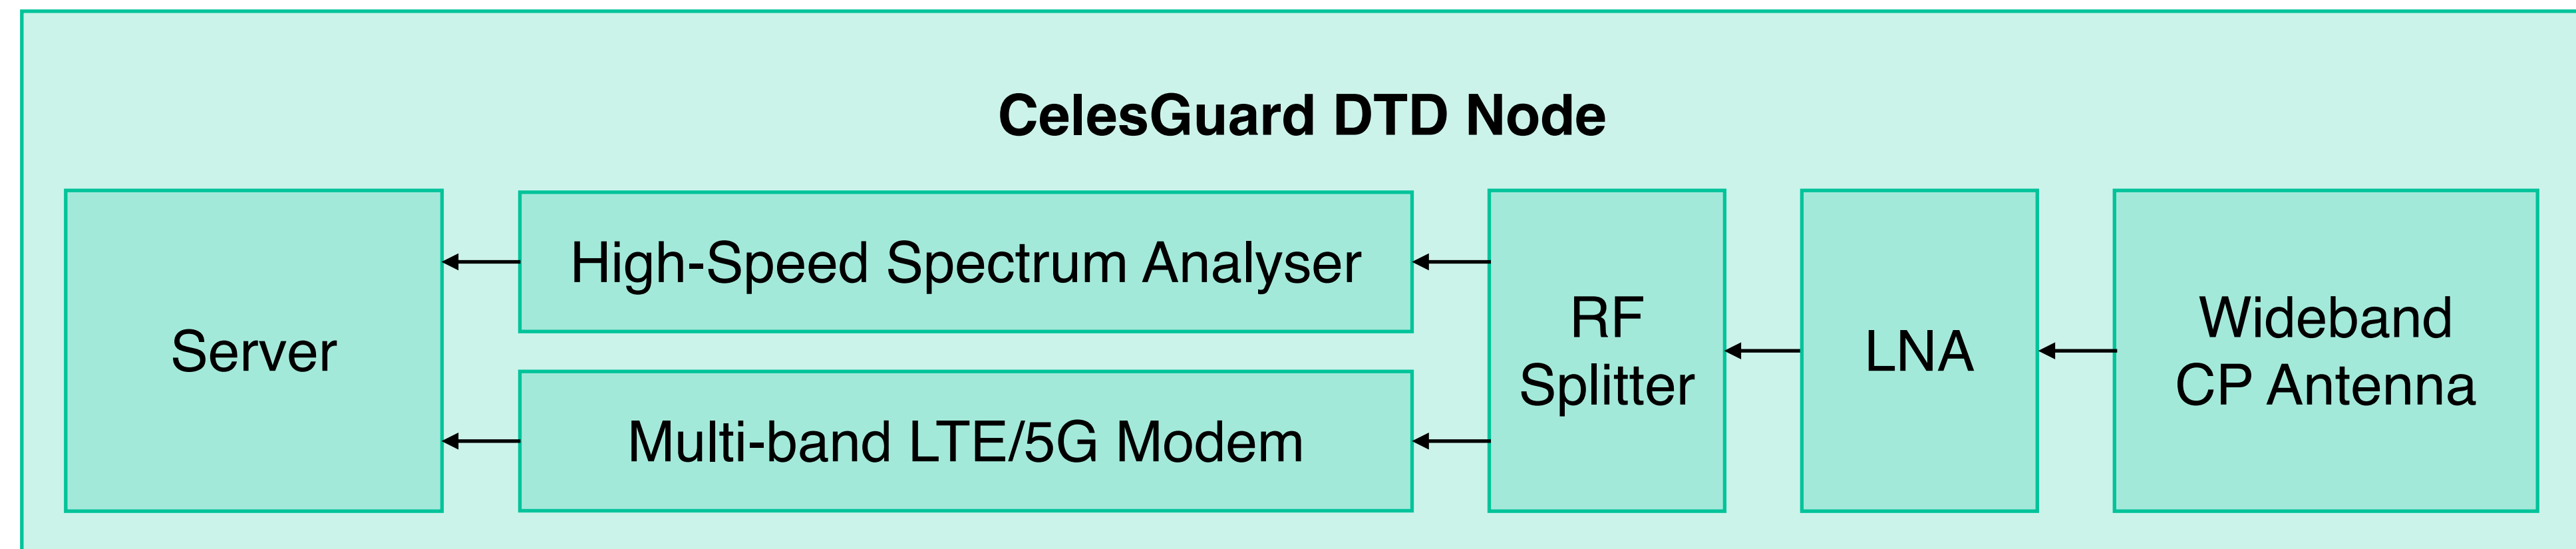 CelesGuard DTD Node
Server
High-Speed Spectrum Analyser
Multi-band LTE/5G Modem
RF
Splitter
LNA
Wideband
CP Antenna